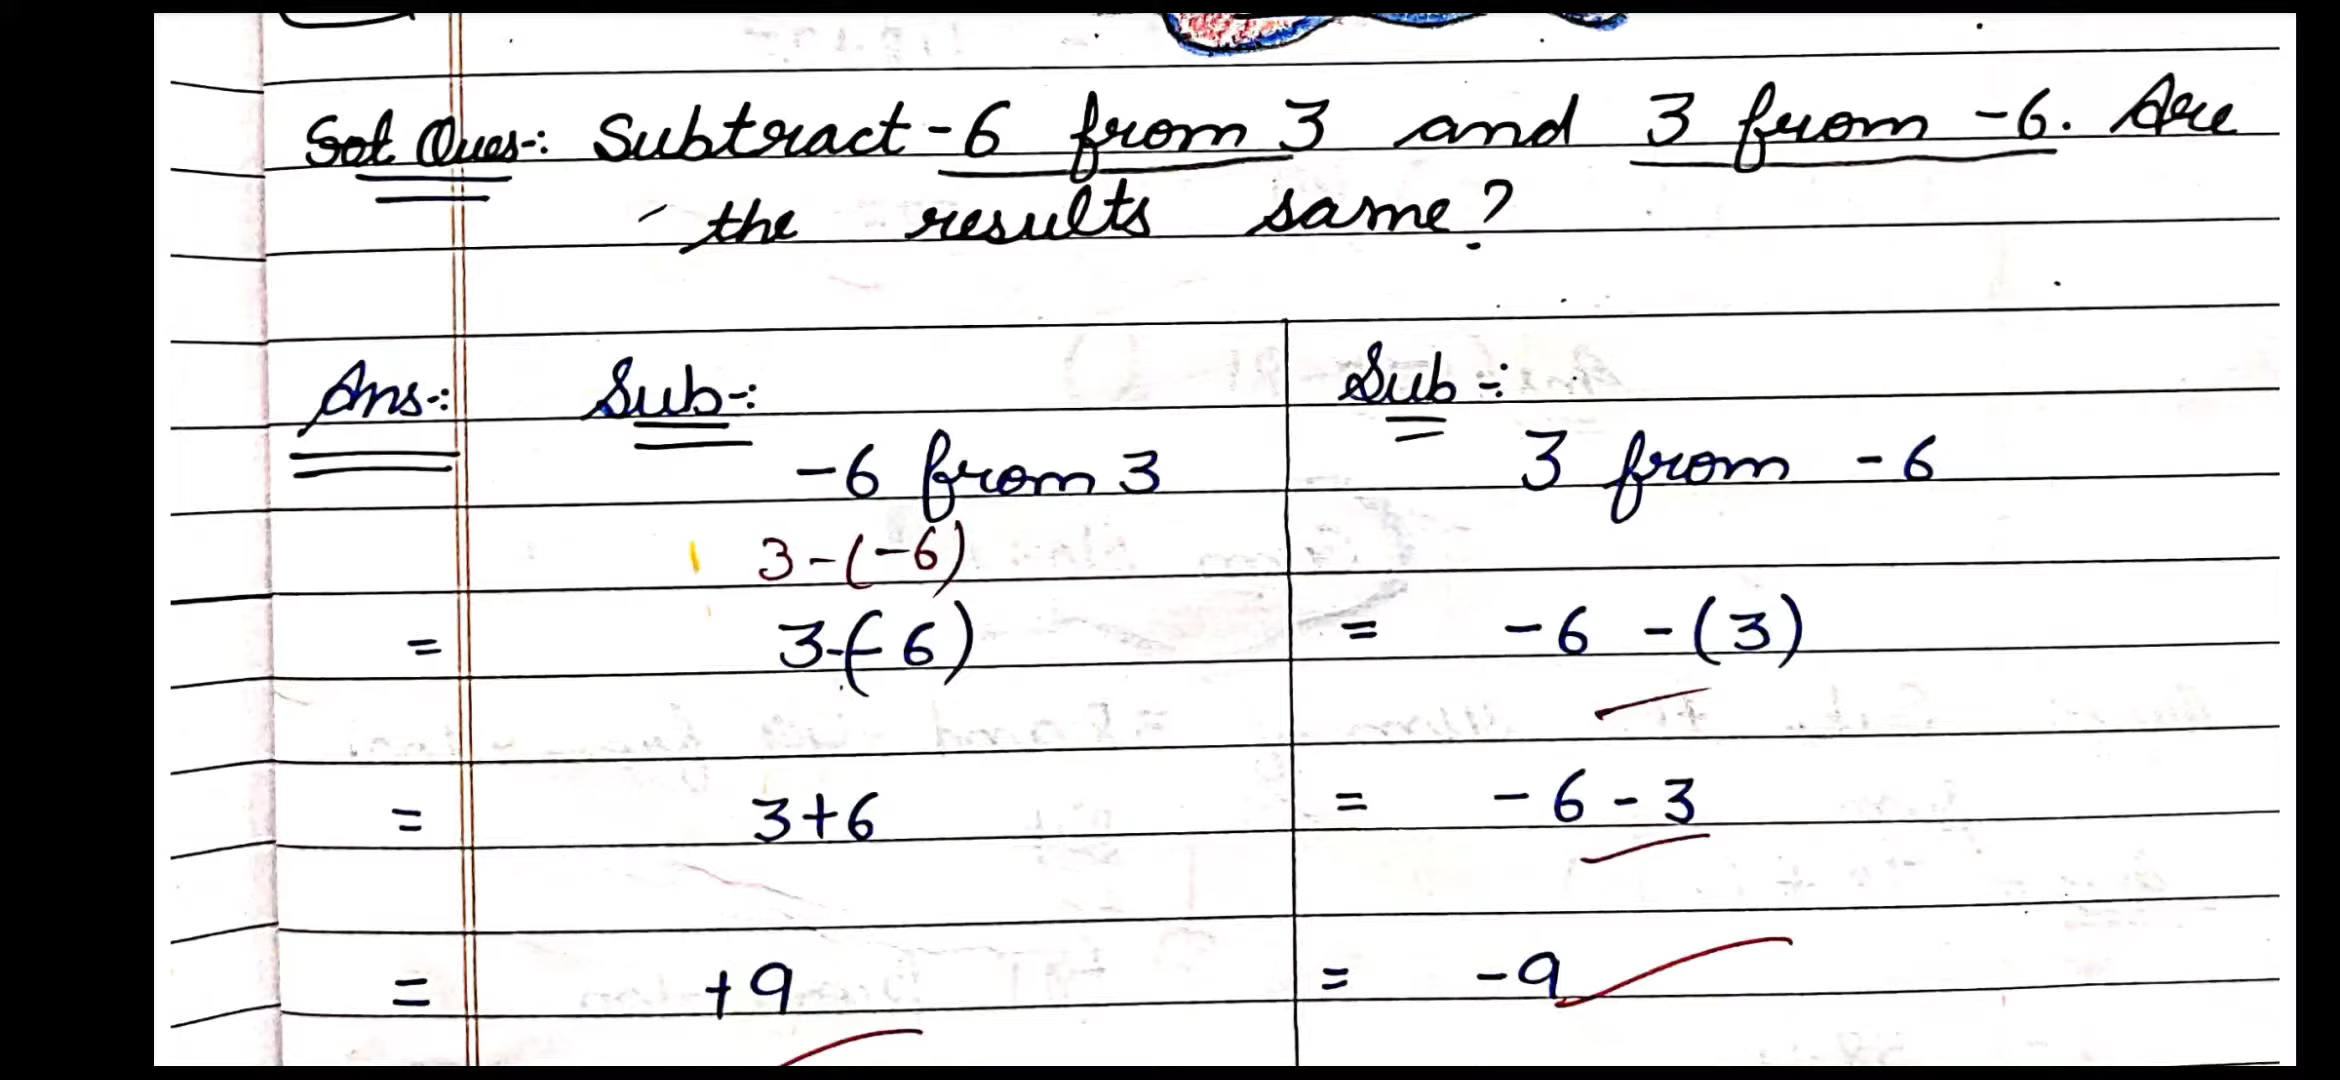 Sol Ques-: Subtract -6 from 3 and 3 from -6. Are
the results same?
Ans-: Sub-:
-6 from 3
3-(-6)
= 3-(-6)
= 3+6
= +9
Sub-:
3 from -6
= -6 -(3)
= -6-3
= -9